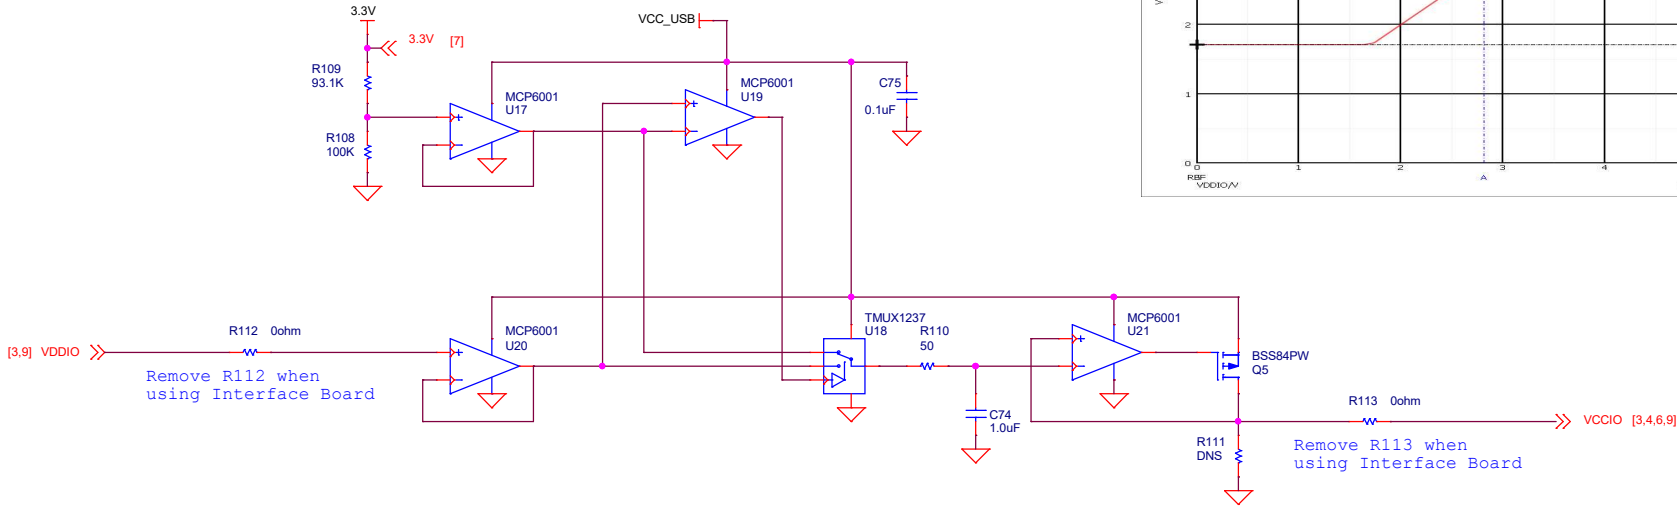 3.3V
VCC_USB
3.3V [7]
2
R109
93.1K
MCP6001
U17
MCP6001
U19
C75
0.1uF
1
R108
100K
0
0 1 2 3 4
RBF
VDDIO/V
A
[3,9] VDDIO
R112 0ohm
MCP6001
U20
TMUX1237
U18
R110
50
MCP6001
U21
BSS84PW
Q5
Remove R112 when
using Interface Board
C74
1.0uF
R113 0ohm
VCCIO [3,4,6,9]
R111
DNS
Remove R113 when
using Interface Board